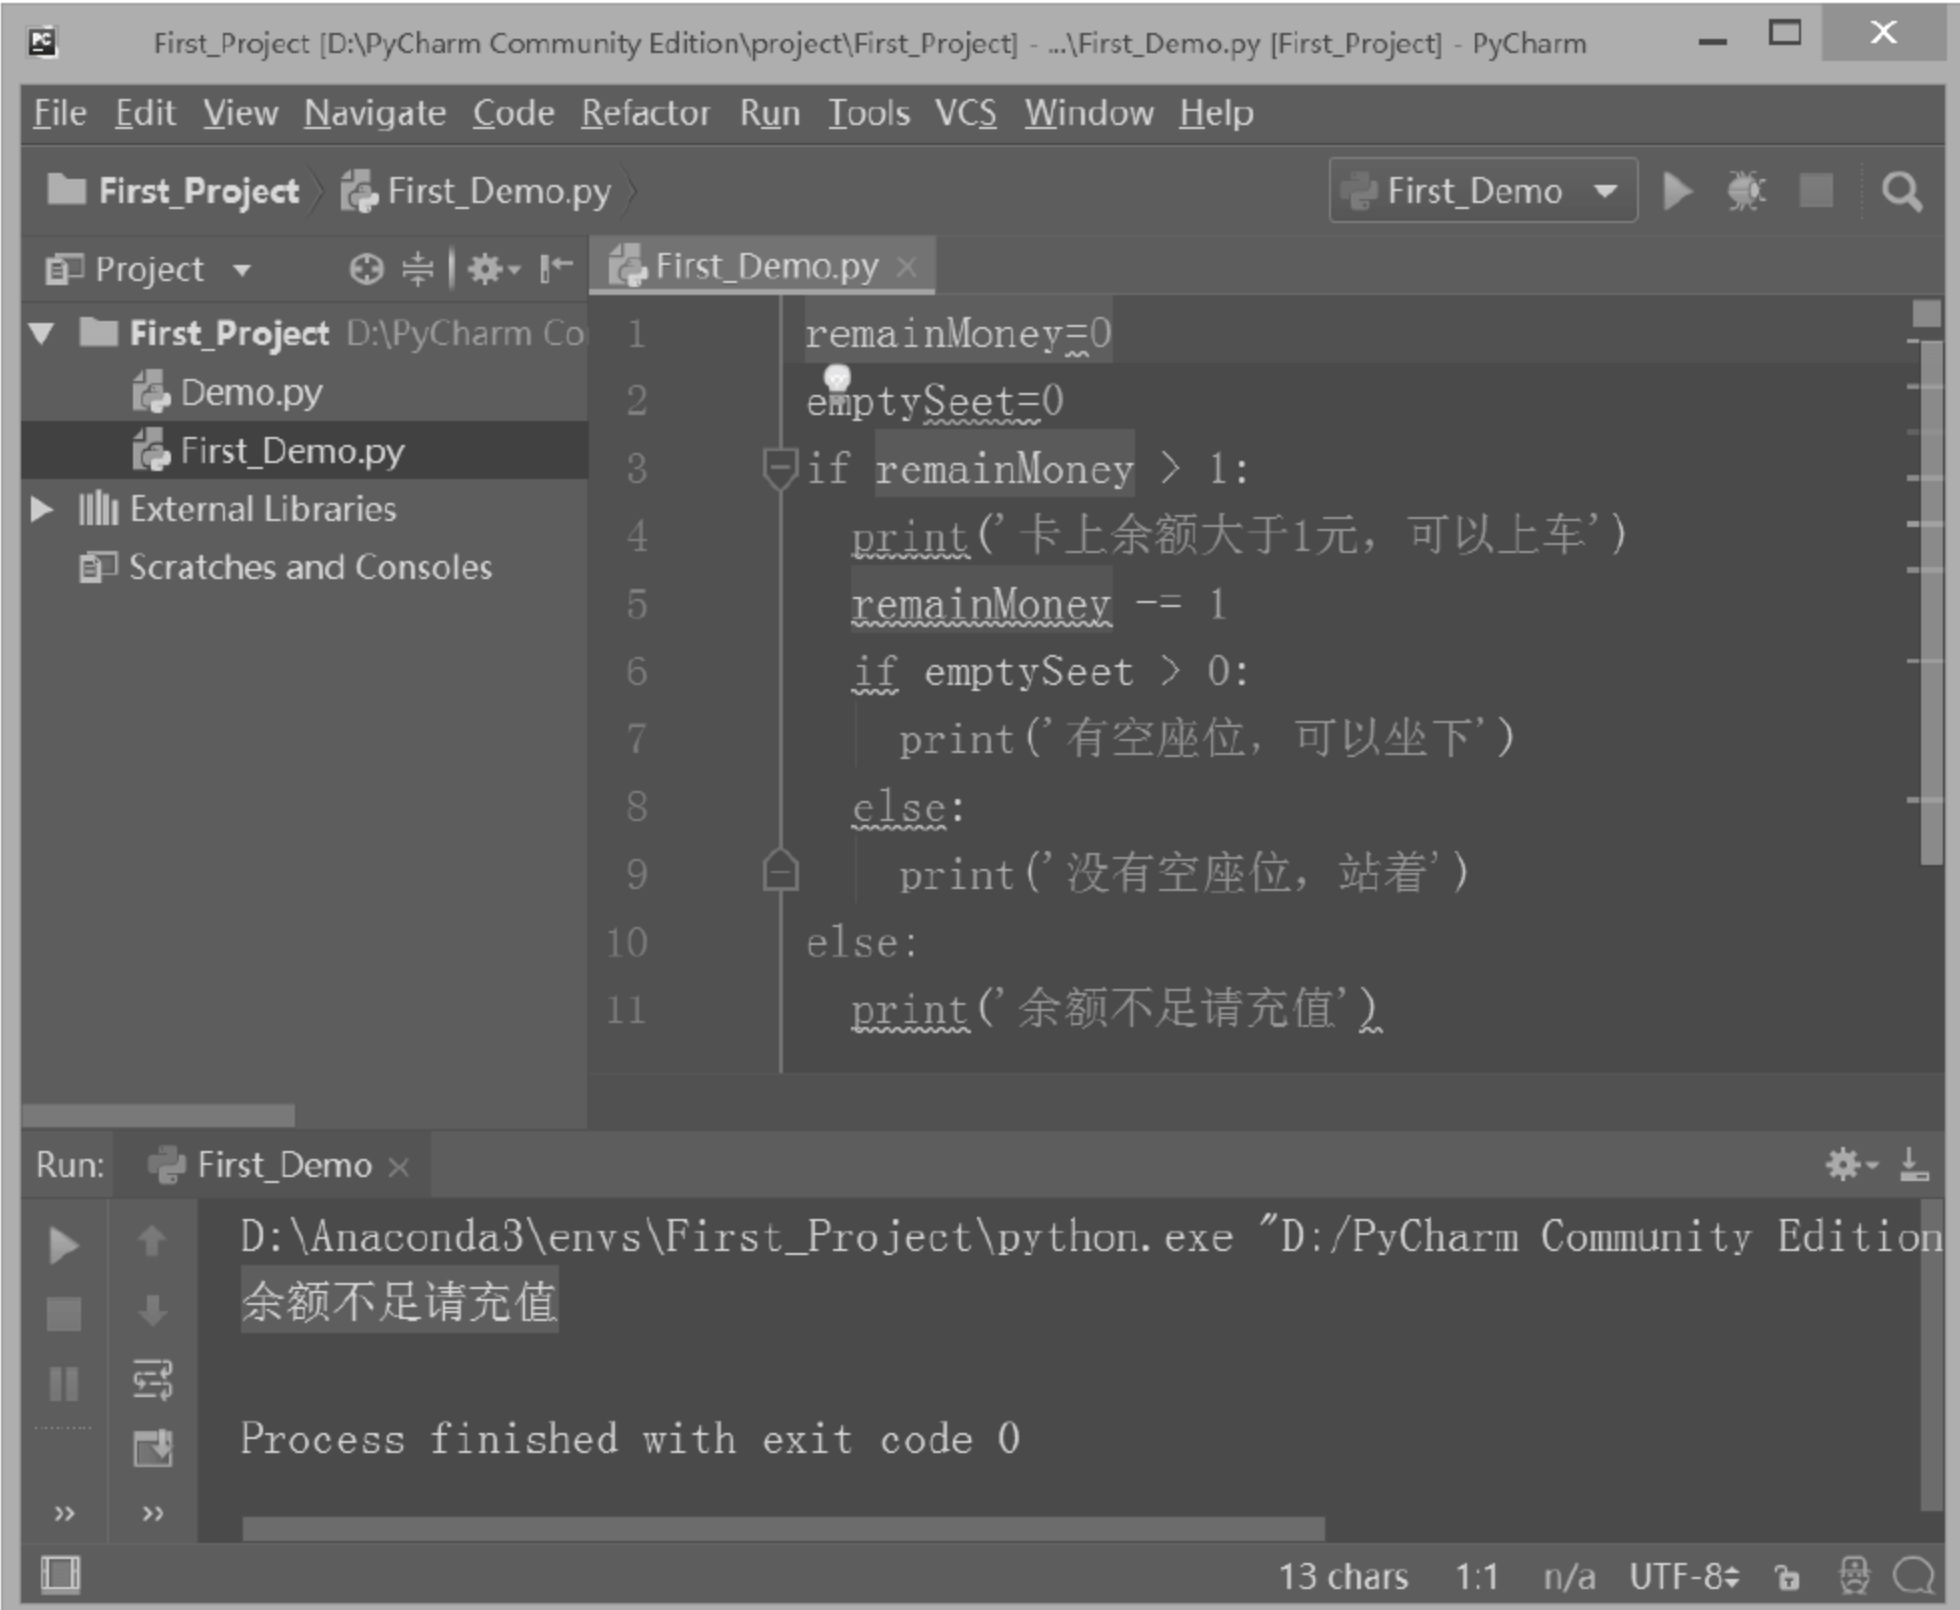 First_Project [D:\PyCharm Community Edition\project\First_Project] - ...\First_Demo.py [First_Project] - PyCharm
File Edit View Navigate Code Refactor Run Tools VCS Window Help
First_Project First_Demo.py First_Demo
Project First_Demo.py
First_Project D:\PyCharm Co
Demo.py
First_Demo.py
External Libraries
Scratches and Consoles
1 remainMoney=0
2 emptySeet=0
3 if remainMoney > 1:
4 print('卡上余额大于1元，可以上车')
5 remainMoney -= 1
6 if emptySeet > 0:
7 print('有空座位，可以坐下')
8 else:
9 print('没有空座位，站着')
10 else:
11 print('余额不足请充值')
Run: First_Demo
D:\Anaconda3\envs\First_Project\python.exe "D:/PyCharm Community Edition
余额不足请充值
Process finished with exit code 0
13 chars 1:1 n/a UTF-8